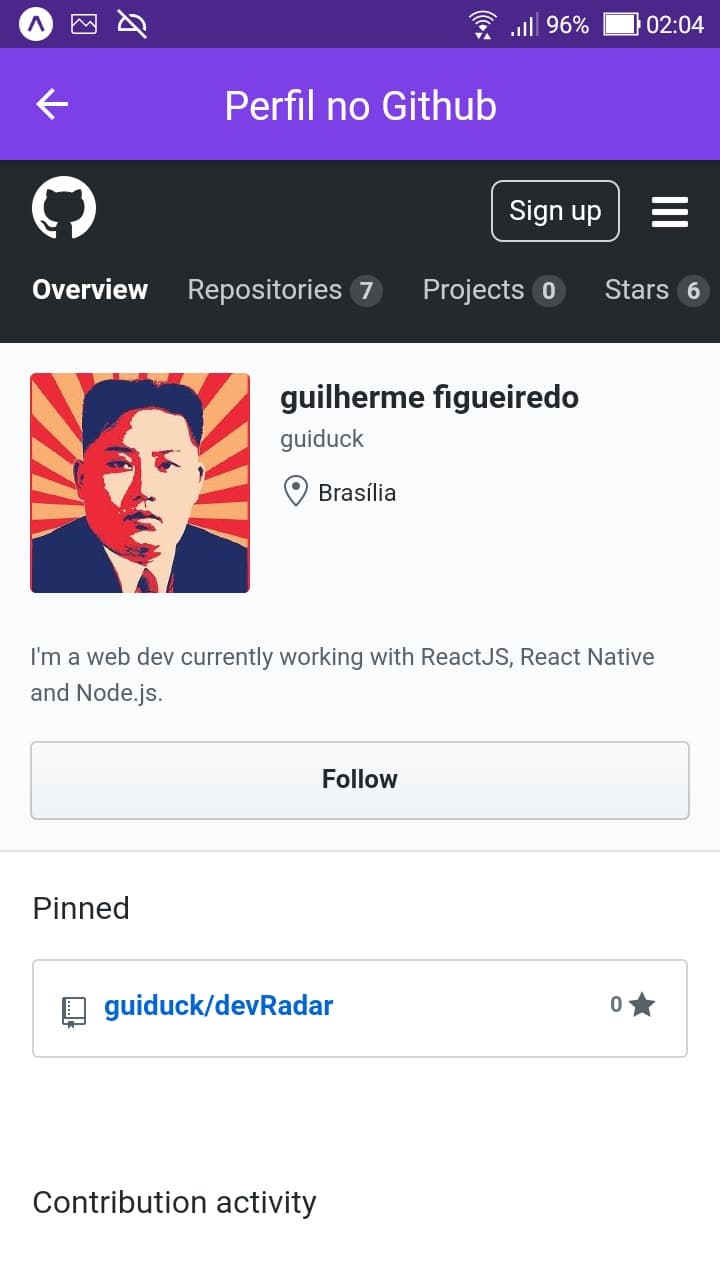 96% 02:04
Perfil no Github
Sign up
Overview Repositories 7 Projects 0 Stars 6
guilherme figueiredo
guiduck
Brasília
I'm a web dev currently working with ReactJS, React Native
and Node.js.
Follow
Pinned
guiduck/devRadar 0
Contribution activity